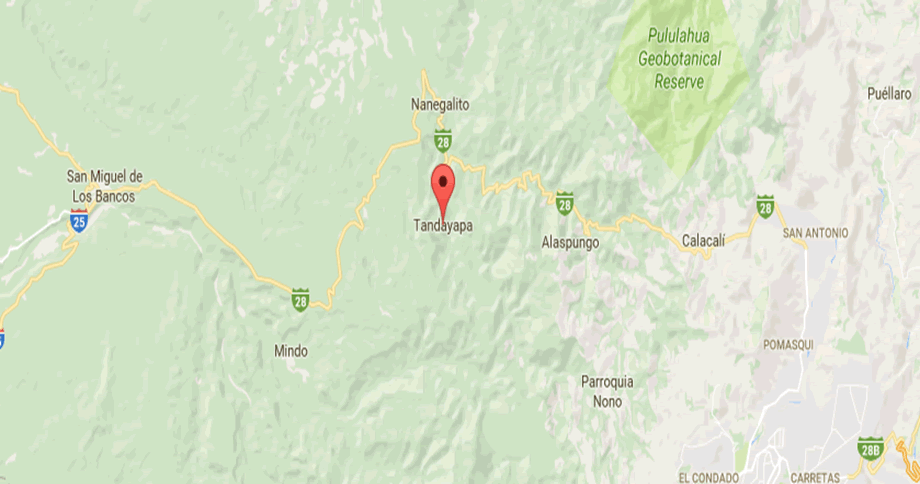 Pululahua
Geobotanical
Reserve
Puéllaro
Nanegalito
28
San Miguel de
Los Bancos
25
28
28
Tandayapa
Alaspungo
Calacalí
SAN ANTONIO
28
Mindo
POMASQUI
Parroquia
Nono
28B
EL CONDADO
CARRETAS